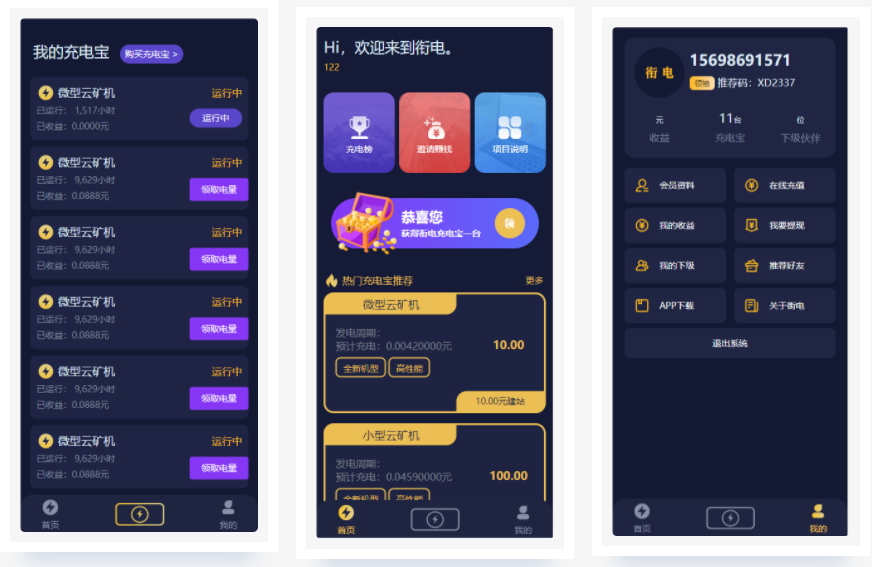 我的充电宝 购买充电宝 >
微型云矿机 运行中
已运行： 1,517小时
已收益：0.0000元 运行中
微型云矿机 运行中
已运行： 9,629小时
已收益：0.0888元 领取电量
微型云矿机 运行中
已运行： 9,629小时
已收益：0.0888元 领取电量
微型云矿机 运行中
已运行： 9,629小时
已收益：0.0888元 领取电量
微型云矿机 运行中
已运行： 9,629小时
已收益：0.0888元 领取电量
微型云矿机 运行中
已运行： 9,629小时
已收益：0.0888元 领取电量
首页 我的
Hi，欢迎来到衔电。
122
充电榜 邀请赚钱 项目说明
恭喜您
获得衔电充电宝一台 领
热门充电宝推荐 更多
微型云矿机
发电周期：
预计充电：0.00420000元 10.00
全新机型 高性能
10.00元建站
小型云矿机
发电周期：
预计充电：0.04590000元 100.00
全新机型 高性能
首页 我的
衔电 15698691571
领袖 推荐码：XD2337
元 11台 位
收益 充电宝 下级伙伴
会员资料 在线充值
我的收益 我要提现
我的下级 推荐好友
APP下载 关于衔电
退出系统
首页 我的